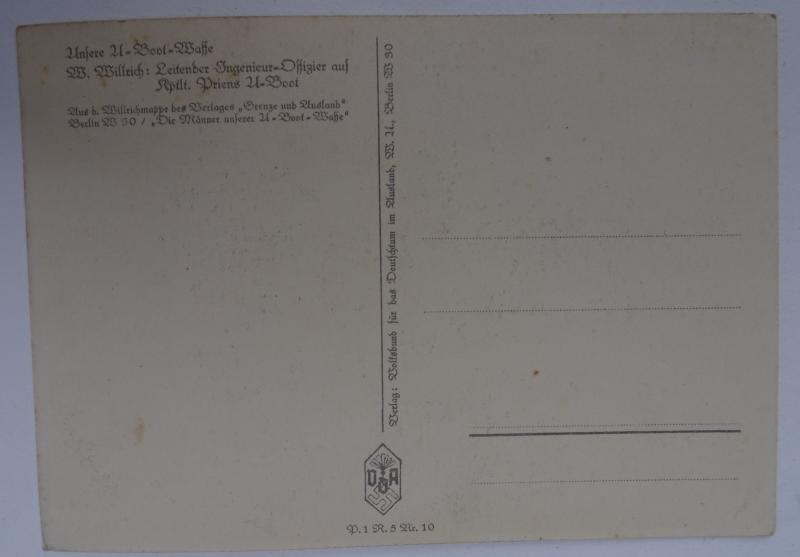 Unsere U-Boot-Waffe
W. Willrich: Leitender Ingenieur-Offizier auf
Kptlt. Priens U-Boot
Aus d. Willrichmappe des Verlages „Grenze und Ausland“
Berlin W 30 / „Die Männer unserer U-Boot-Waffe“
Verlag: Volksbund für das Deutschtum im Ausland, W. U., Berlin W 30
VDA
P. 1 R. 5 Nr. 10